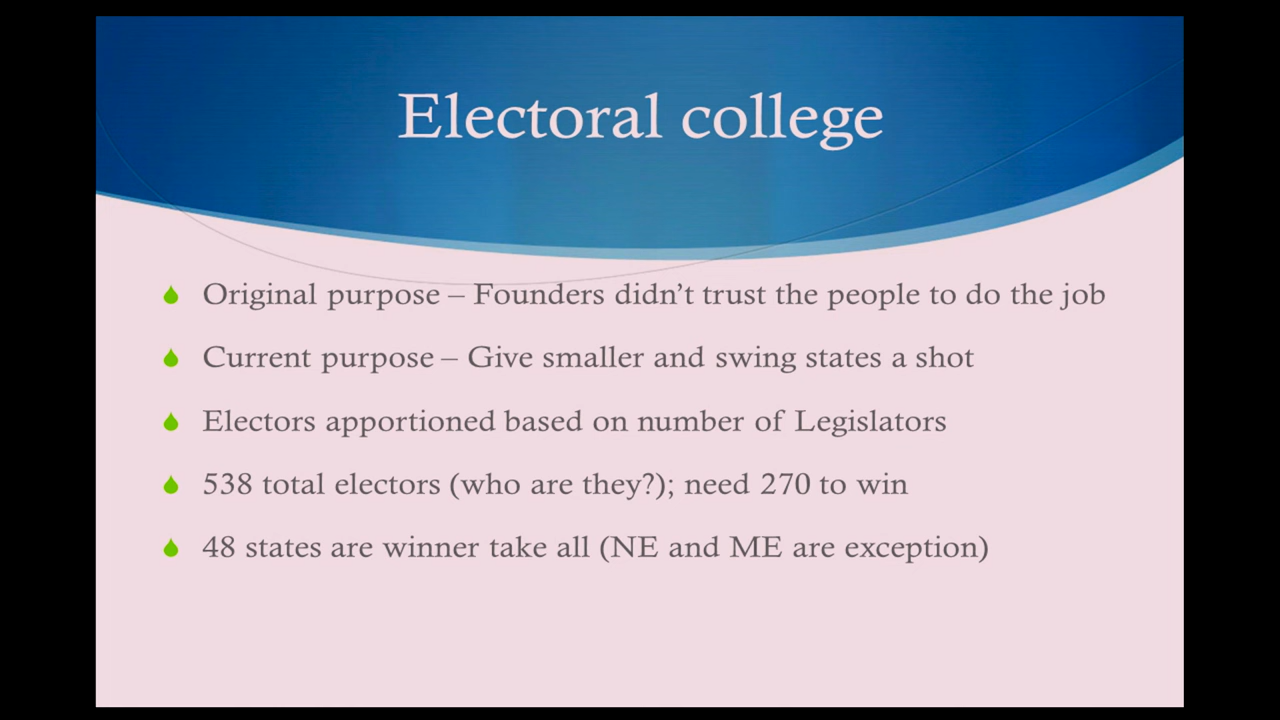 Electoral college
Original purpose – Founders didn’t trust the people to do the job
Current purpose – Give smaller and swing states a shot
Electors apportioned based on number of Legislators
538 total electors (who are they?); need 270 to win
48 states are winner take all (NE and ME are exception)